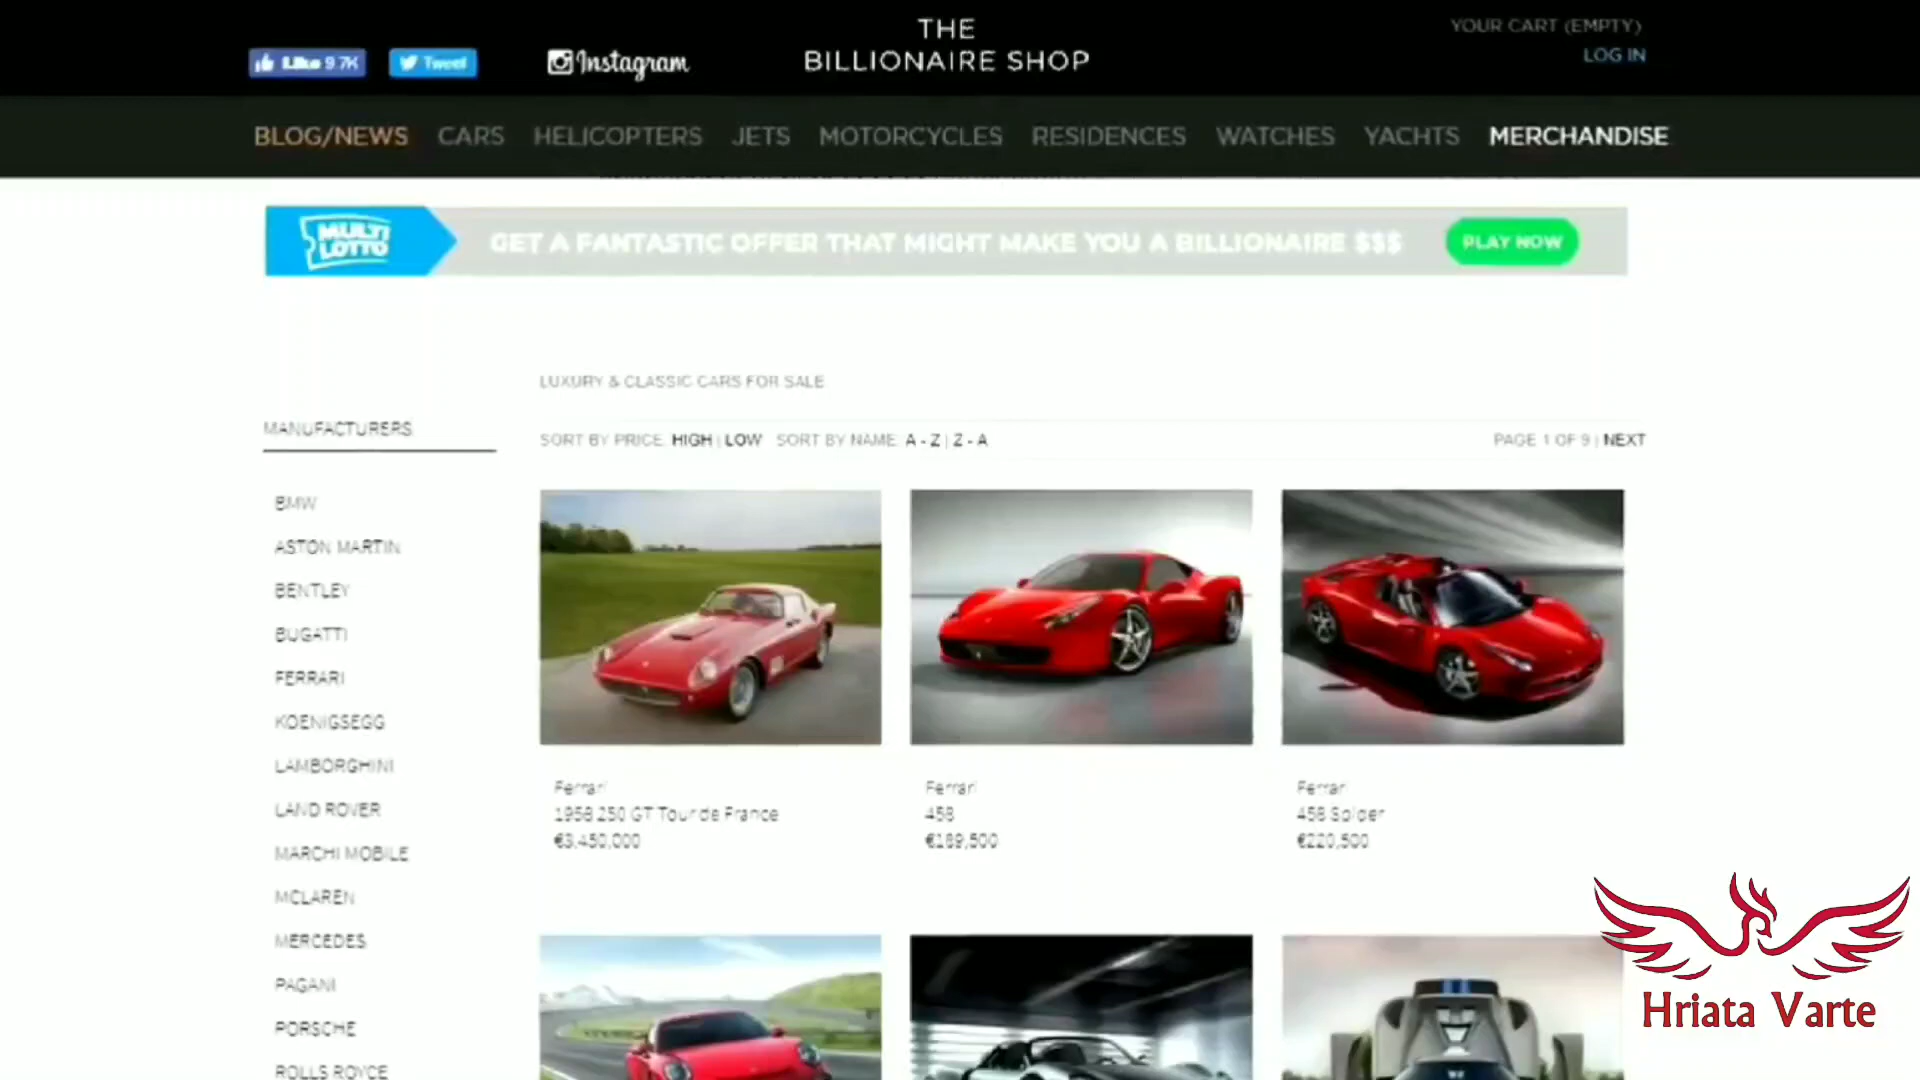 THE
BILLIONAIRE SHOP
YOUR CART (EMPTY)
LOG IN
Like 9.7K
Tweet
Instagram
BLOG/NEWS CARS HELICOPTERS JETS MOTORCYCLES RESIDENCES WATCHES YACHTS MERCHANDISE
MULTI
LOTTO
GET A FANTASTIC OFFER THAT MIGHT MAKE YOU A BILLIONAIRE $$$
PLAY NOW
LUXURY & CLASSIC CARS FOR SALE
MANUFACTURERS
SORT BY PRICE: HIGH | LOW SORT BY NAME: A - Z | Z - A
PAGE 1 OF 9 | NEXT
BMW
ASTON MARTIN
BENTLEY
BUGATTI
FERRARI
KOENIGSEGG
LAMBORGHINI
LAND ROVER
MARCHI MOBILE
MCLAREN
MERCEDES
PAGANI
PORSCHE
ROLLS ROYCE
Ferrari
250 GT Tour de France
€3,450,000
Ferrari
458
€189,500
Ferrari
458 Spider
€220,500
Hriata Varte